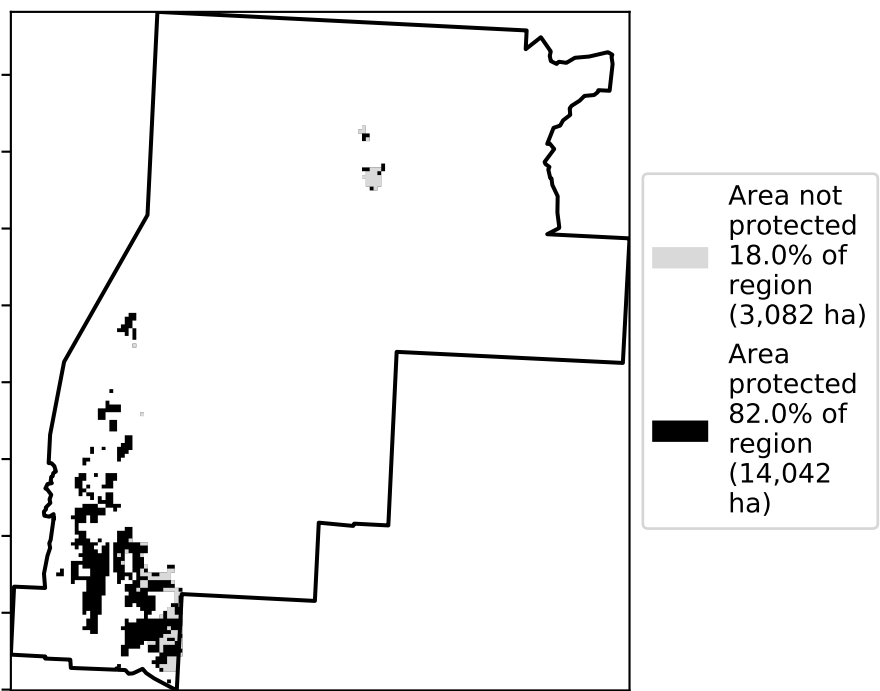 Area not
protected
18.0% of
region
(3,082 ha)
Area
protected
82.0% of
region
(14,042
ha)